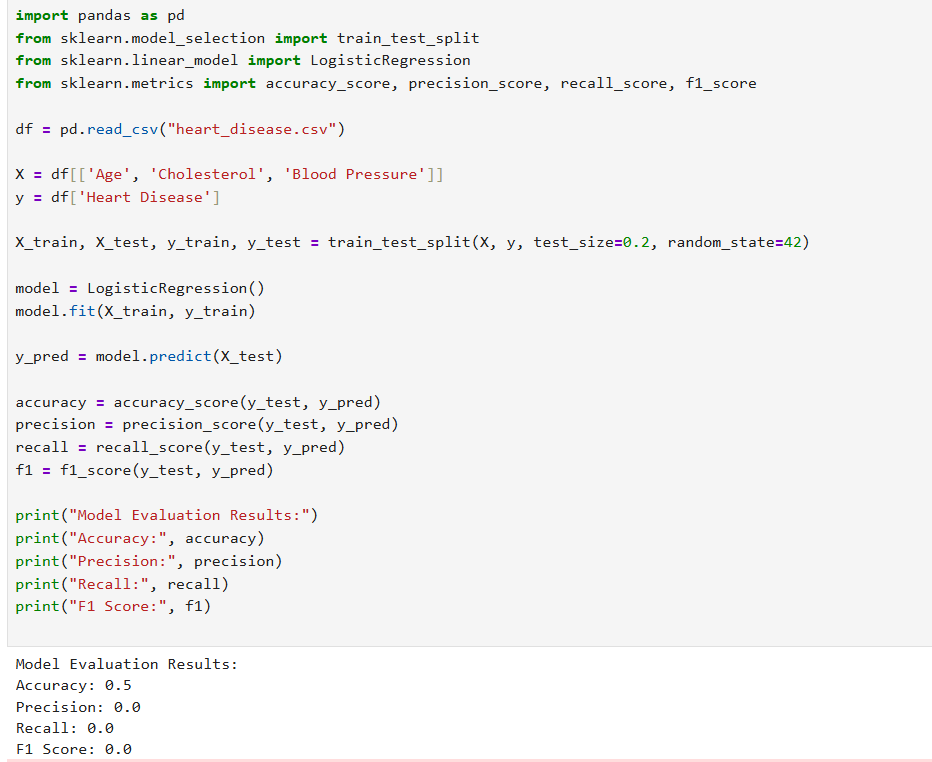 import pandas as pd
from sklearn.model_selection import train_test_split
from sklearn.linear_model import LogisticRegression
from sklearn.metrics import accuracy_score, precision_score, recall_score, f1_score
df = pd.read_csv("heart_disease.csv")
X = df[['Age', 'Cholesterol', 'Blood Pressure']]
y = df['Heart Disease']
X_train, X_test, y_train, y_test = train_test_split(X, y, test_size=0.2, random_state=42)
model = LogisticRegression()
model.fit(X_train, y_train)
y_pred = model.predict(X_test)
accuracy = accuracy_score(y_test, y_pred)
precision = precision_score(y_test, y_pred)
recall = recall_score(y_test, y_pred)
f1 = f1_score(y_test, y_pred)
print("Model Evaluation Results:")
print("Accuracy:", accuracy)
print("Precision:", precision)
print("Recall:", recall)
print("F1 Score:", f1)
Model Evaluation Results:
Accuracy: 0.5
Precision: 0.0
Recall: 0.0
F1 Score: 0.0